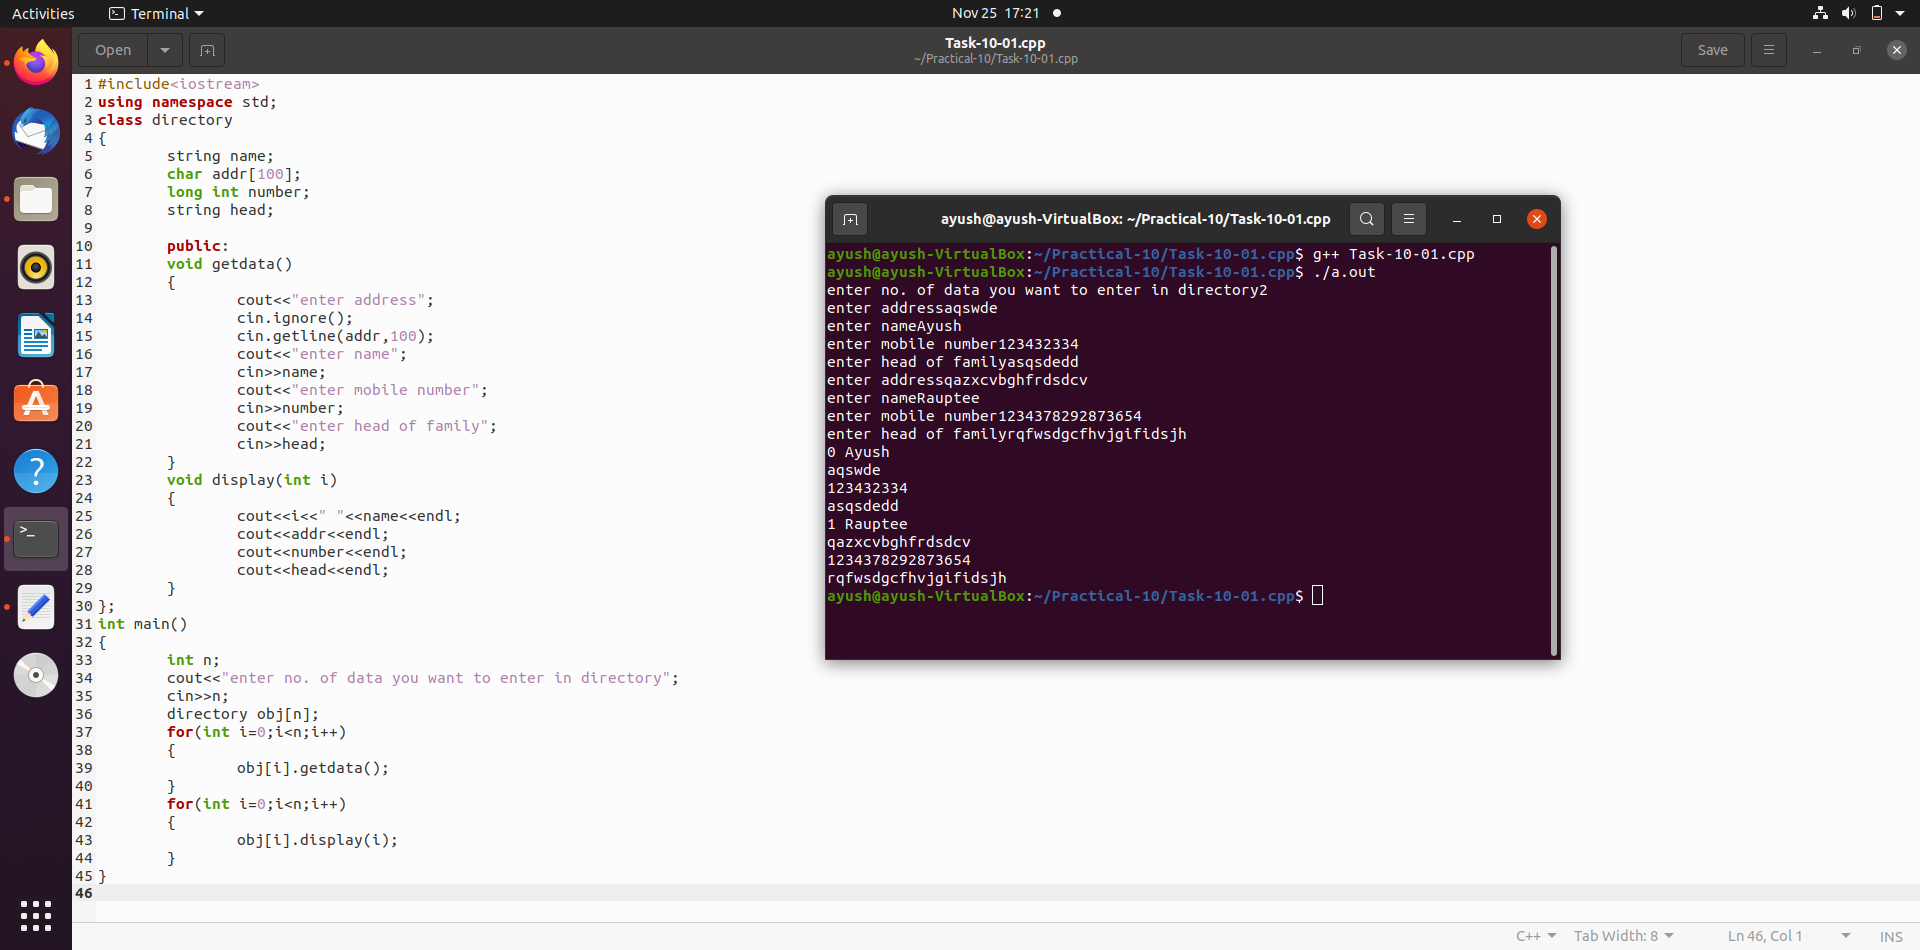 Activities
Terminal
Nov 25 17:21
Open
Task-10-01.cpp
~/Practical-10/Task-10-01.cpp
Save
1 #include<iostream>
2 using namespace std;
3 class directory
4 {
5 string name;
6 char addr[100];
7 long int number;
8 string head;
9
10 public:
11 void getdata()
12 {
13 cout<<"enter address";
14 cin.ignore();
15 cin.getline(addr,100);
16 cout<<"enter name";
17 cin>>name;
18 cout<<"enter mobile number";
19 cin>>number;
20 cout<<"enter head of family";
21 cin>>head;
22 }
23 void display(int i)
24 {
25 cout<<i<<" "<<name<<endl;
26 cout<<addr<<endl;
27 cout<<number<<endl;
28 cout<<head<<endl;
29 }
30 };
31 int main()
32 {
33 int n;
34 cout<<"enter no. of data you want to enter in directory";
35 cin>>n;
36 directory obj[n];
37 for(int i=0;i<n;i++)
38 {
39 obj[i].getdata();
40 }
41 for(int i=0;i<n;i++)
42 {
43 obj[i].display(i);
44 }
45 }
46
ayush@ayush-VirtualBox: ~/Practical-10/Task-10-01.cpp
ayush@ayush-VirtualBox:~/Practical-10/Task-10-01.cpp$ g++ Task-10-01.cpp
ayush@ayush-VirtualBox:~/Practical-10/Task-10-01.cpp$ ./a.out
enter no. of data you want to enter in directory2
enter addressaqswde
enter nameAyush
enter mobile number123432334
enter head of familyasqsdedd
enter addressqazxcvbghfrdsdcv
enter nameRauptee
enter mobile number1234378292873654
enter head of familyrqfwsdgcfhvjgifidsjh
0 Ayush
aqswde
123432334
asqsdedd
1 Rauptee
qazxcvbghfrdsdcv
1234378292873654
rqfwsdgcfhvjgifidsjh
ayush@ayush-VirtualBox:~/Practical-10/Task-10-01.cpp$
C++
Tab Width: 8
Ln 46, Col 1
INS